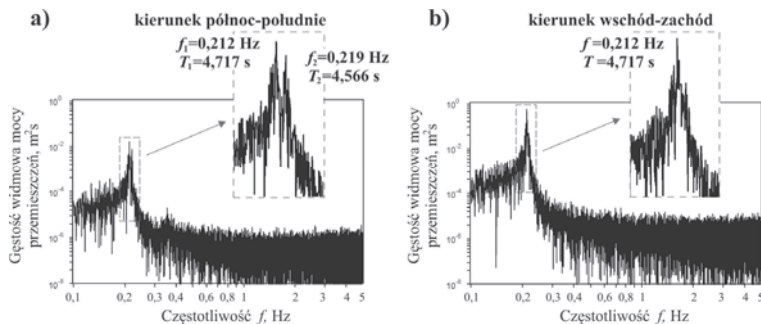 a)
kierunek północ-południe
f₁=0,212 Hz
T₁=4,717 s
f₂=0,219 Hz
T₂=4,566 s
Gęstość widmowa mocy
przemieszczeń, m²s
10⁰
10⁻²
10⁻⁴
10⁻⁶
10⁻⁸
0,1 0,2 0,3 0,4 0,6 0,8 1 2 3 4 5
Częstotliwość f, Hz
b)
kierunek wschód-zachód
f=0,212 Hz
T=4,717 s
Gęstość widmowa mocy
przemieszczeń, m²s
10⁰
10⁻²
10⁻⁴
10⁻⁶
10⁻⁸
0,1 0,2 0,3 0,4 0,6 0,8 1 2 3 4 5
Częstotliwość f, Hz